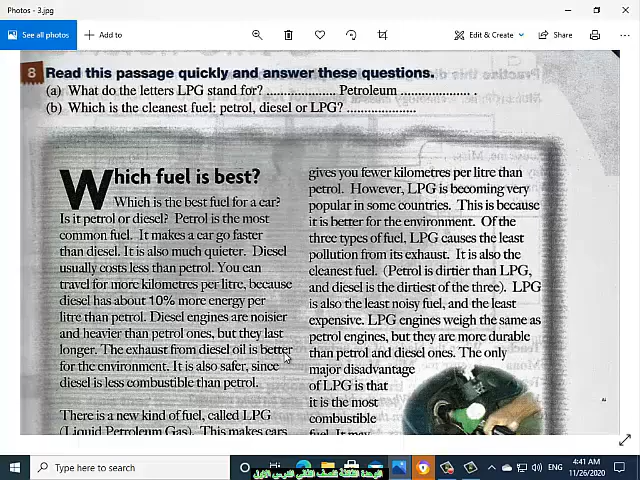 Photos - 3.jpg
See all photos
Add to
Edit & Create
Share
8 Read this passage quickly and answer these questions.
(a) What do the letters LPG stand for? .................... Petroleum .................... .
(b) Which is the cleanest fuel: petrol, diesel or LPG? ....................
Which fuel is best?
Which is the best fuel for a car?
Is it petrol or diesel? Petrol is the most
common fuel. It makes a car go faster
than diesel. It is also much quieter. Diesel
usually costs less than petrol. You can
travel for more kilometres per litre, because
diesel has about 10% more energy per
litre than petrol. Diesel engines are noisier
and heavier than petrol ones, but they last
longer. The exhaust from diesel oil is better
for the environment. It is also safer, since
diesel is less combustible than petrol.
There is a new kind of fuel, called LPG
(Liquid Petroleum Gas). This makes cars
gives you fewer kilometres per litre than
petrol. However, LPG is becoming very
popular in some countries. This is because
it is better for the environment. Of the
three types of fuel, LPG causes the least
pollution from its exhaust. It is also the
cleanest fuel. (Petrol is dirtier than LPG,
and diesel is the dirtiest of the three). LPG
is also the least noisy fuel, and the least
expensive. LPG engines weigh the same as
petrol engines, but they are more durable
than petrol and diesel ones. The only
major disadvantage
of LPG is that
it is the most
combustible
fuel. It may
Type here to search
ENG
4:41 AM
11/26/2020